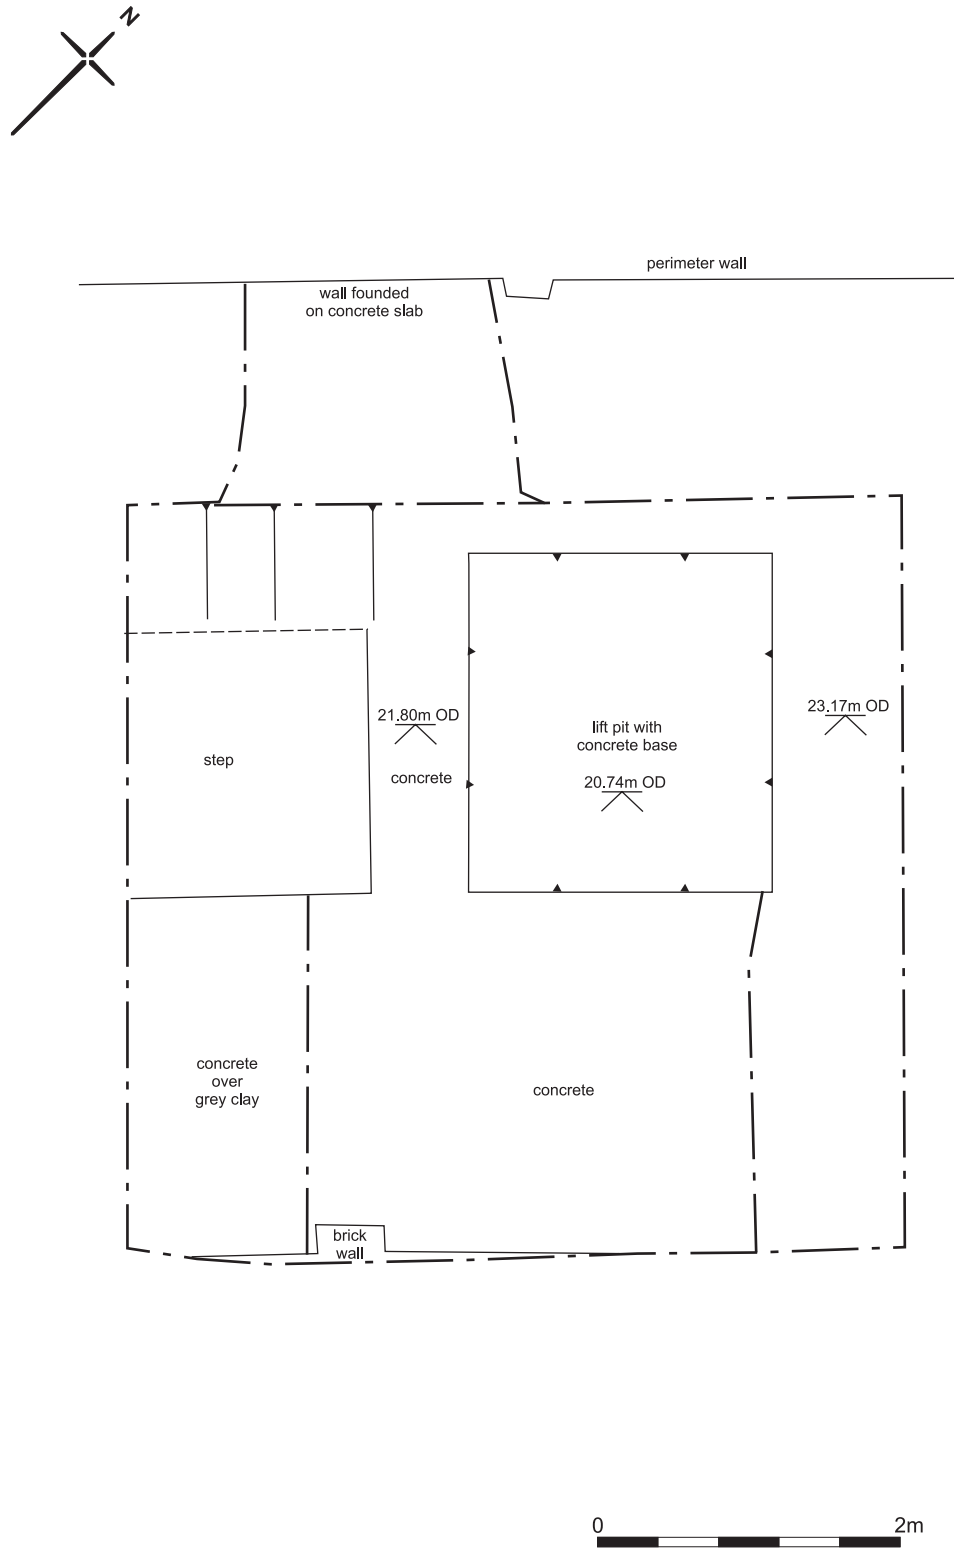 N
perimeter wall
wall founded
on concrete slab
21.80m OD
concrete
lift pit with
concrete base
20.74m OD
23.17m OD
step
concrete
over
grey clay
concrete
brick
wall
0
2m